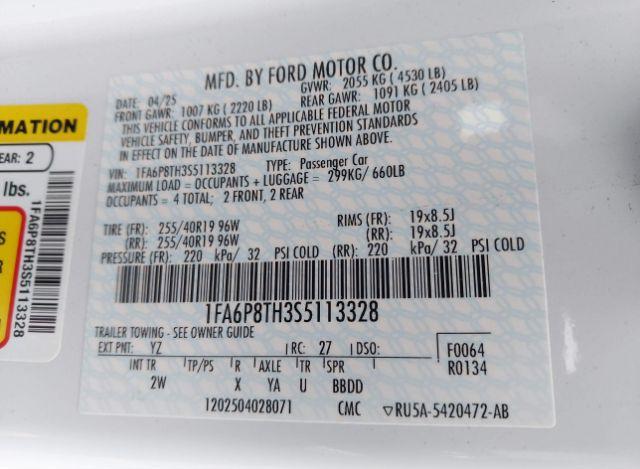 MFD. BY FORD MOTOR CO.
DATE: 04/25 GVWR: 2055 KG ( 4530 LB)
FRONT GAWR: 1007 KG ( 2220 LB) REAR GAWR: 1091 KG ( 2405 LB)
THIS VEHICLE CONFORMS TO ALL APPLICABLE FEDERAL MOTOR
VEHICLE SAFETY, BUMPER, AND THEFT PREVENTION STANDARDS
IN EFFECT ON THE DATE OF MANUFACTURE SHOWN ABOVE.
VIN: 1FA6P8TH3S5113328 TYPE: Passenger Car
MAXIMUM LOAD = OCCUPANTS + LUGGAGE = 299KG/ 660LB
OCCUPANTS = 4 TOTAL; 2 FRONT, 2 REAR
TIRE (FR): 255/40R19 96W RIMS (FR): 19x8.5J
(RR): 255/40R19 96W (RR): 19x8.5J
PRESSURE (FR): 220 kPa/ 32 PSI COLD (RR): 220 kPa/ 32 PSI COLD
1FA6P8TH3S5113328
TRAILER TOWING - SEE OWNER GUIDE
EXT PNT: YZ RC: 27 DSO: F0064
R0134
INT TR TP/PS R AXLE TR SPR
2W X YA U BBDD
1202504028071 CMC ▽RU5A-5420472-AB
RMATION
EAR: 2
lbs.
1FA6P8TH3S5113328